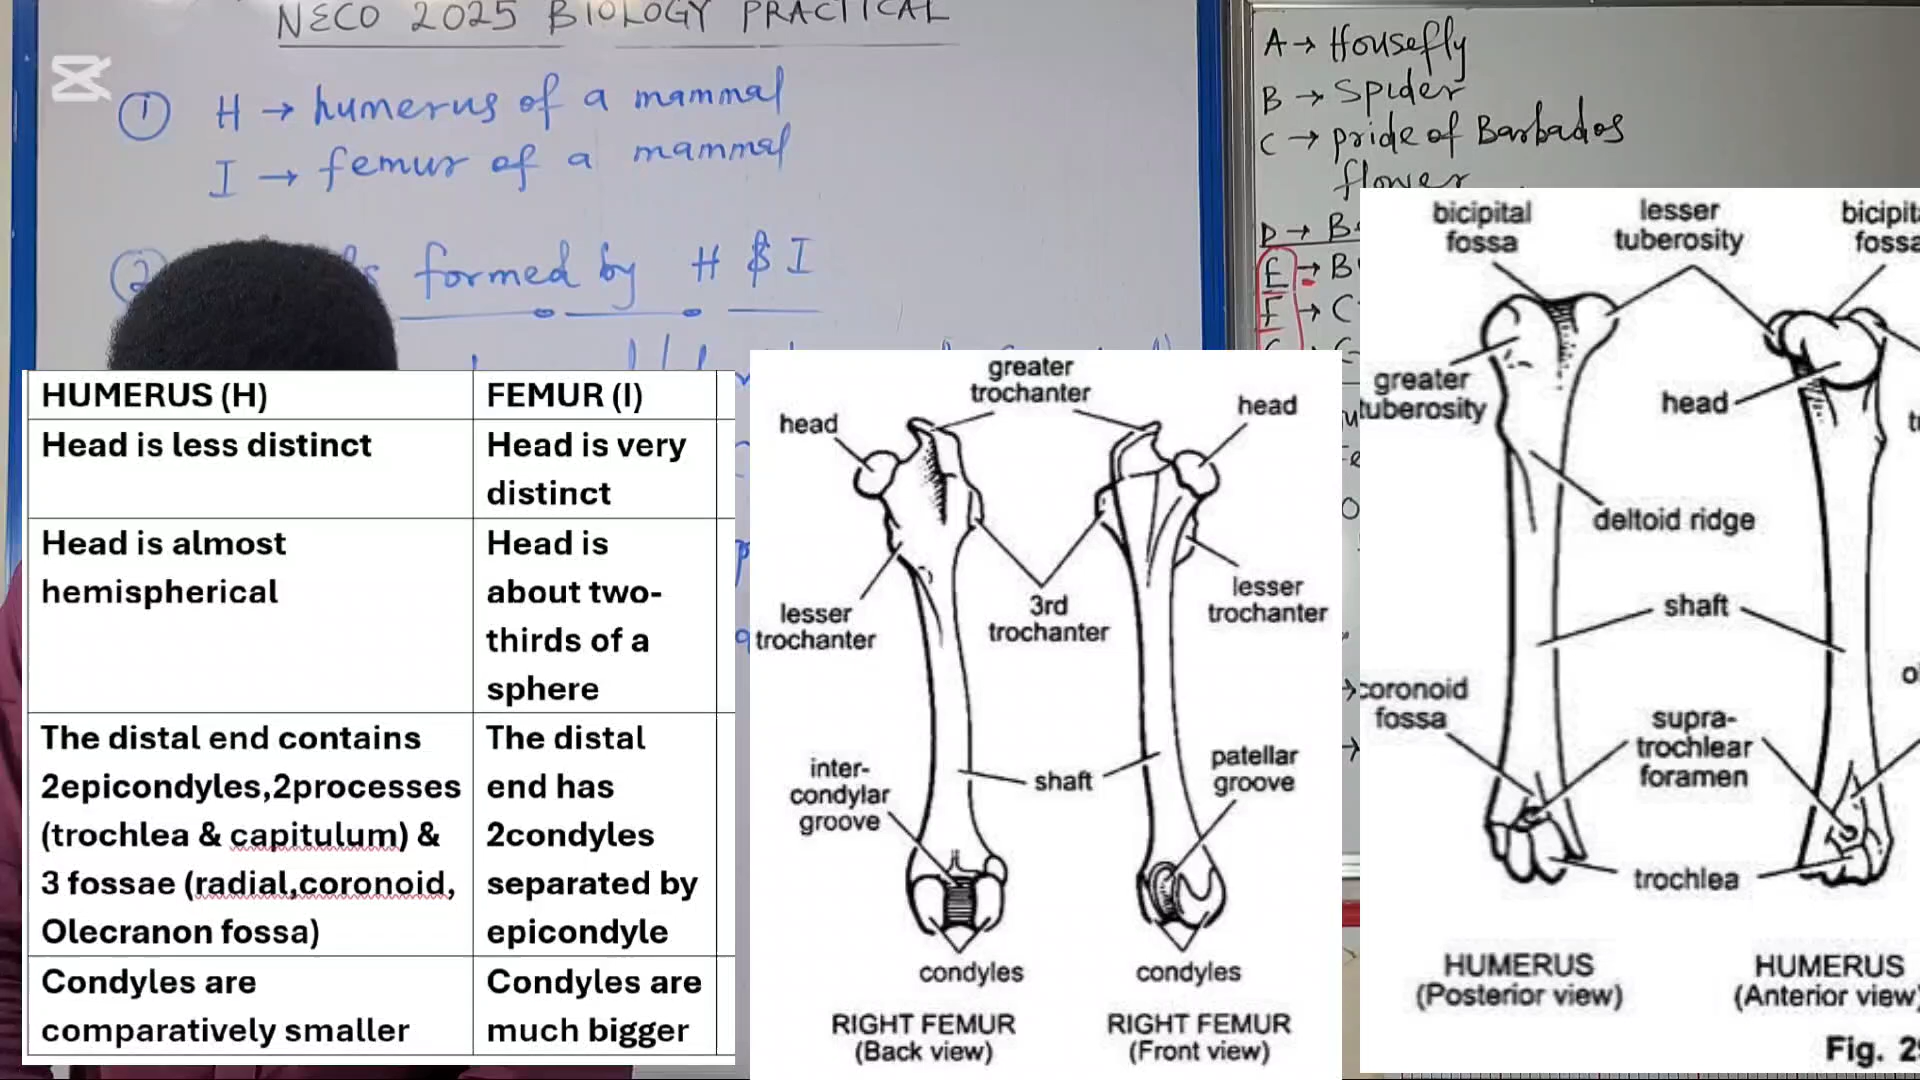 NECO 2025 BIOLOGY PRACTICAL
① H → humerus of a mammal
I → femur of a mammal
② formed by H & I
A → Housefly
B → Spider
C → pride of Barbados
flower
D → B
E → B
F → C
HUMERUS (H)
FEMUR (I)
Head is less distinct
Head is very
distinct
Head is almost
hemispherical
Head is
about two-
thirds of a
sphere
The distal end contains
2epicondyles,2processes
(trochlea & capitulum) &
3 fossae (radial,coronoid,
Olecranon fossa)
The distal
end has
2condyles
separated by
epicondyle
Condyles are
comparatively smaller
Condyles are
much bigger
greater
trochanter
head
head
lesser
trochanter
3rd
trochanter
lesser
trochanter
inter-
condylar
groove
shaft
patellar
groove
condyles
condyles
RIGHT FEMUR
(Back view)
RIGHT FEMUR
(Front view)
bicipital
fossa
lesser
tuberosity
bicipit
fossa
greater
tuberosity
head
deltoid ridge
shaft
coronoid
fossa
supra-
trochlear
foramen
trochlea
HUMERUS
(Posterior view)
HUMERUS
(Anterior view)
Fig. 29